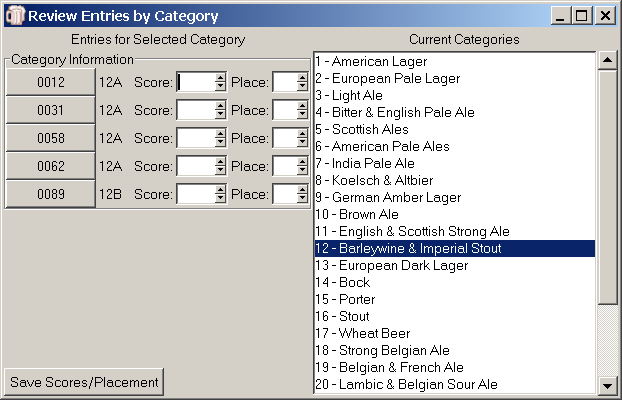 Review Entries by Category
Entries for Selected Category
Current Categories
Category Information
0012 12A Score: Place:
0031 12A Score: Place:
0058 12A Score: Place:
0062 12A Score: Place:
0089 12B Score: Place:
1 - American Lager
2 - European Pale Lager
3 - Light Ale
4 - Bitter & English Pale Ale
5 - Scottish Ales
6 - American Pale Ales
7 - India Pale Ale
8 - Koelsch & Altbier
9 - German Amber Lager
10 - Brown Ale
11 - English & Scottish Strong Ale
12 - Barleywine & Imperial Stout
13 - European Dark Lager
14 - Bock
15 - Porter
16 - Stout
17 - Wheat Beer
18 - Strong Belgian Ale
19 - Belgian & French Ale
20 - Lambic & Belgian Sour Ale
Save Scores/Placement